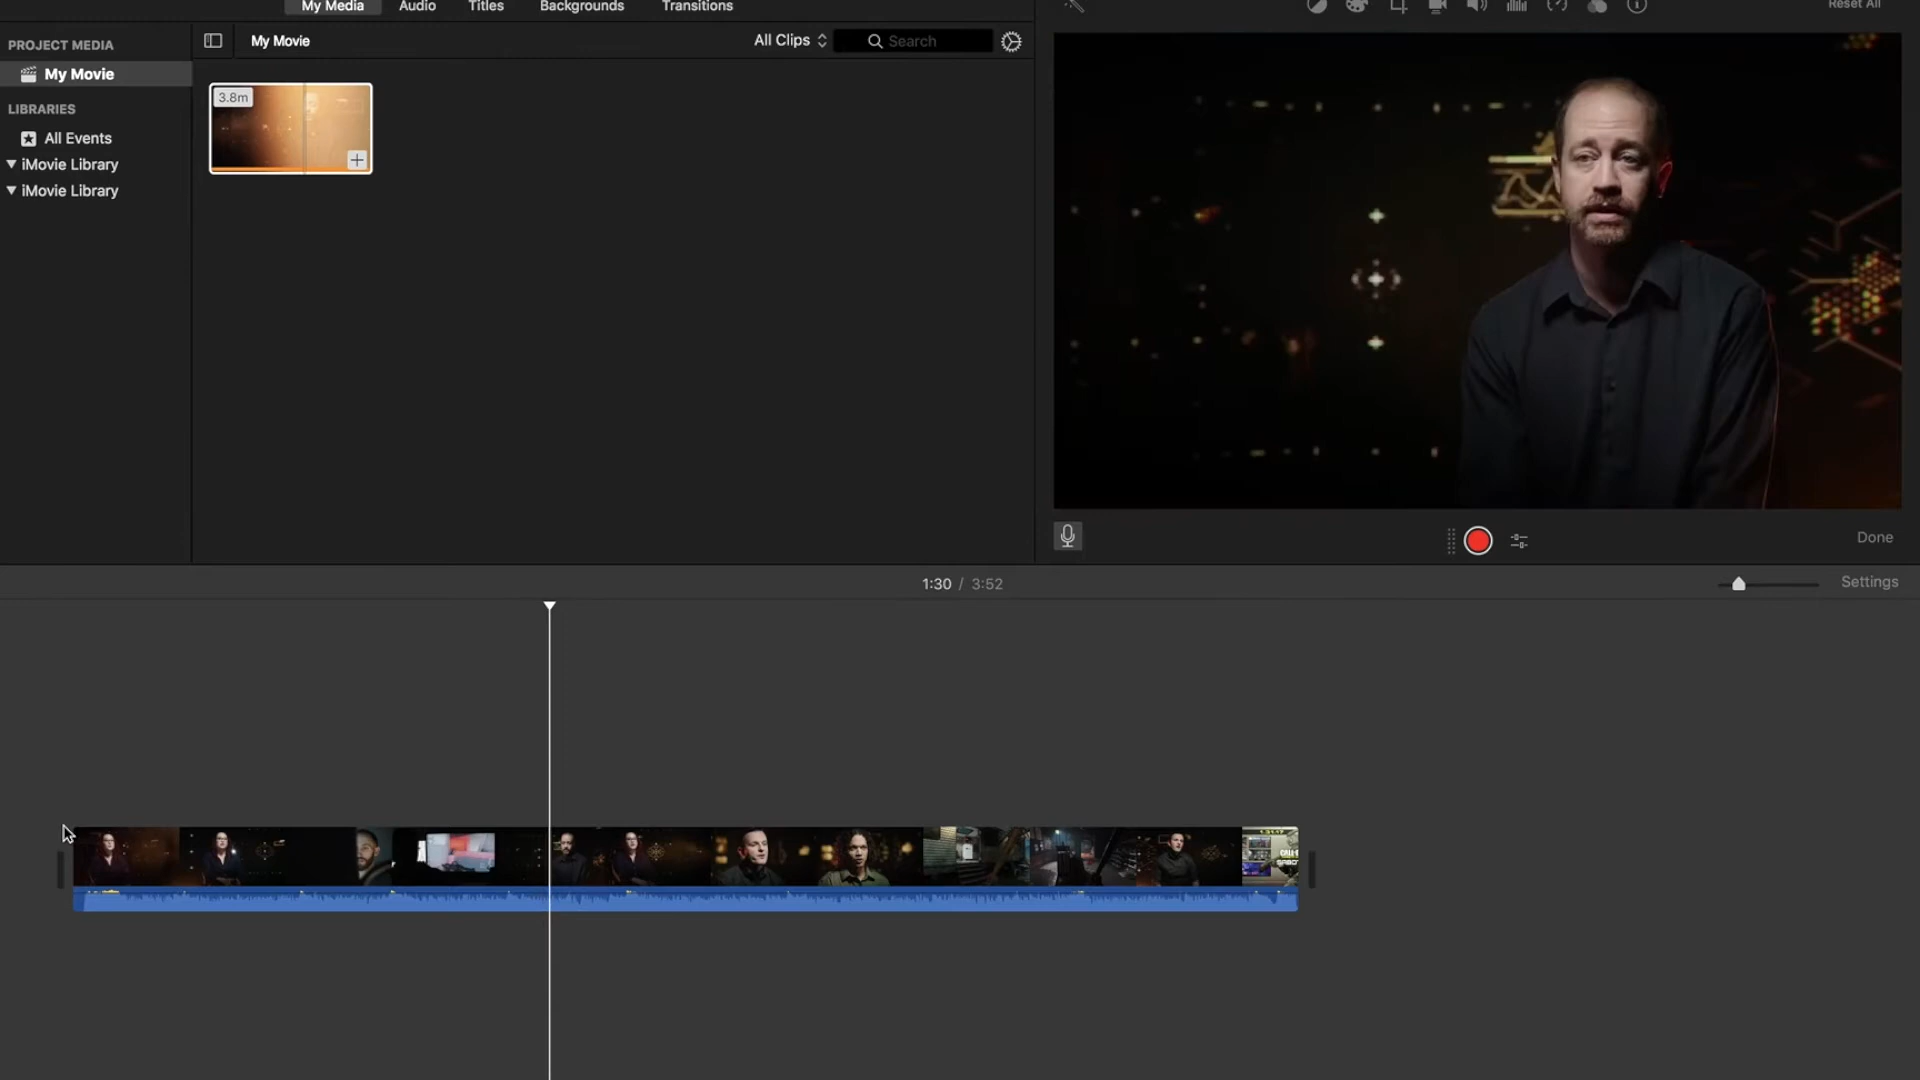 My Media Audio Titles Backgrounds Transitions
Reset All
PROJECT MEDIA
My Movie
All Clips
Search
My Movie
3.8m
LIBRARIES
All Events
iMovie Library
iMovie Library
Done
1:30 / 3:52
Settings